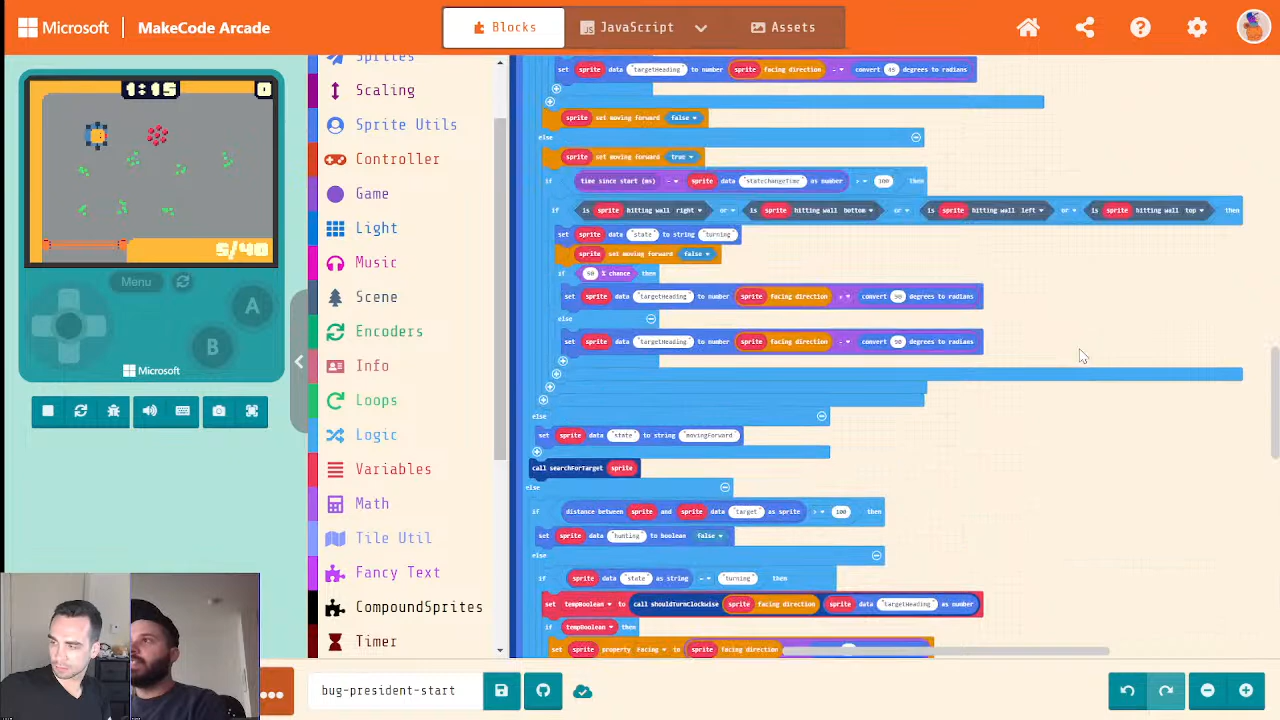 Microsoft
MakeCode Arcade
Blocks
JavaScript
Assets
1:15
0
5/40
Menu
A
B
Microsoft
Sprites
Scaling
Sprite Utils
Controller
Game
Light
Music
Scene
Encoders
Info
Loops
Logic
Variables
Math
Tile Util
Fancy Text
CompoundSprites
Timer
set sprite data "targetHeading" to number sprite facing direction - convert 45 degrees to radians
sprite set moving forward false
else
sprite set moving forward true
if time since start (ms) - sprite data "stateChangeTime" as number > 100 then
if is sprite hitting wall right or is sprite hitting wall bottom or is sprite hitting wall left or is sprite hitting wall top then
set sprite data "state" to string "turning"
sprite set moving forward false
if 50 % chance then
set sprite data "targetHeading" to number sprite facing direction + convert 90 degrees to radians
else
set sprite data "targetHeading" to number sprite facing direction - convert 90 degrees to radians
else
set sprite data "state" to string "movingForward"
call searchForTarget sprite
else
if distance between sprite and sprite data "target" as sprite > 100 then
set sprite data "hunting" to boolean false
else
if sprite data "state" as string = "turning" then
set tempBoolean to call shouldTurnClockwise sprite facing direction sprite data "targetHeading" as number
if tempBoolean then
set sprite property Facing to sprite facing direction
bug-president-start